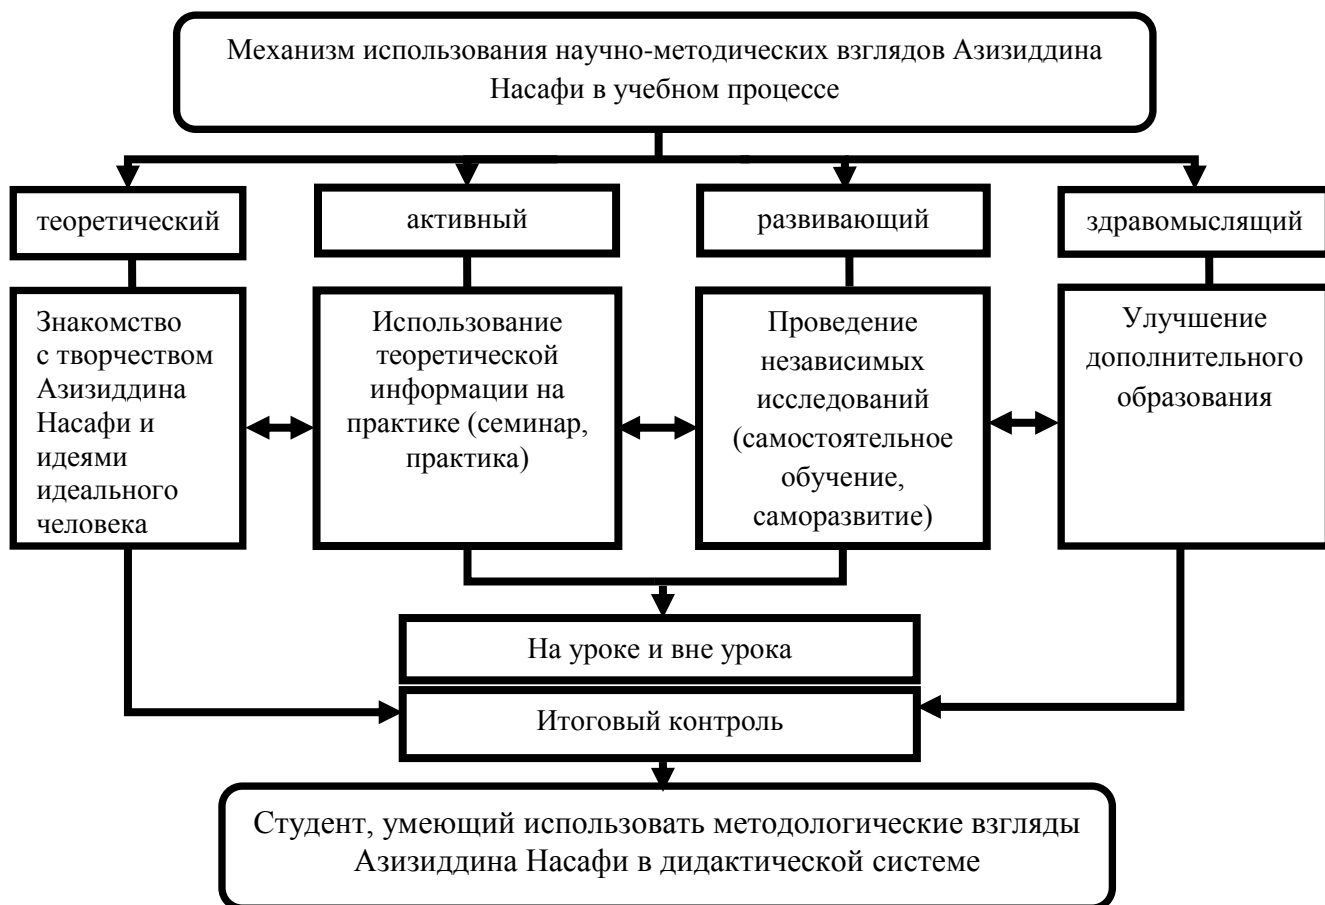 Механизм использования научно-методических взглядов Азизиддина
Насафи в учебном процессе
теоретический
активный
развивающий
здравомыслящий
Знакомство
с творчеством
Азизиддина
Насафи и
идеями
идеального
человека
Использование
теоретической
информации на
практике (семинар,
практика)
Проведение
независимых
исследований
(самостоятельное
обучение,
саморазвитие)
Улучшение
дополнительного
образования
На уроке и вне урока
Итоговый контроль
Студент, умеющий использовать методологические взгляды
Азизиддина Насафи в дидактической системе